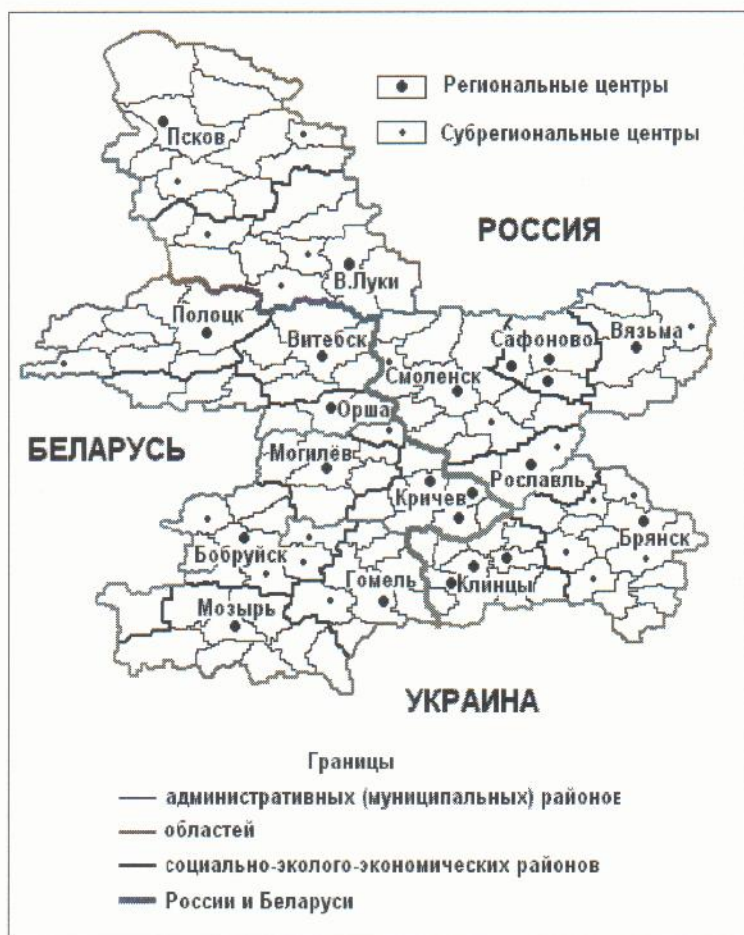 Региональные центры
Псков
Субрегиональные центры
РОССИЯ
В.Луки
Полоцк
Витебск
Сафоново
Вязьма
Смоленск
Орша
БЕЛАРУСЬ
Могилёв
Рославль
Кричев
Брянск
Бобруйск
Гомель
Клинцы
Мозырь
УКРАИНА
Границы
административных (муниципальных) районов
областей
социально-эколого-экономических районов
России и Беларуси